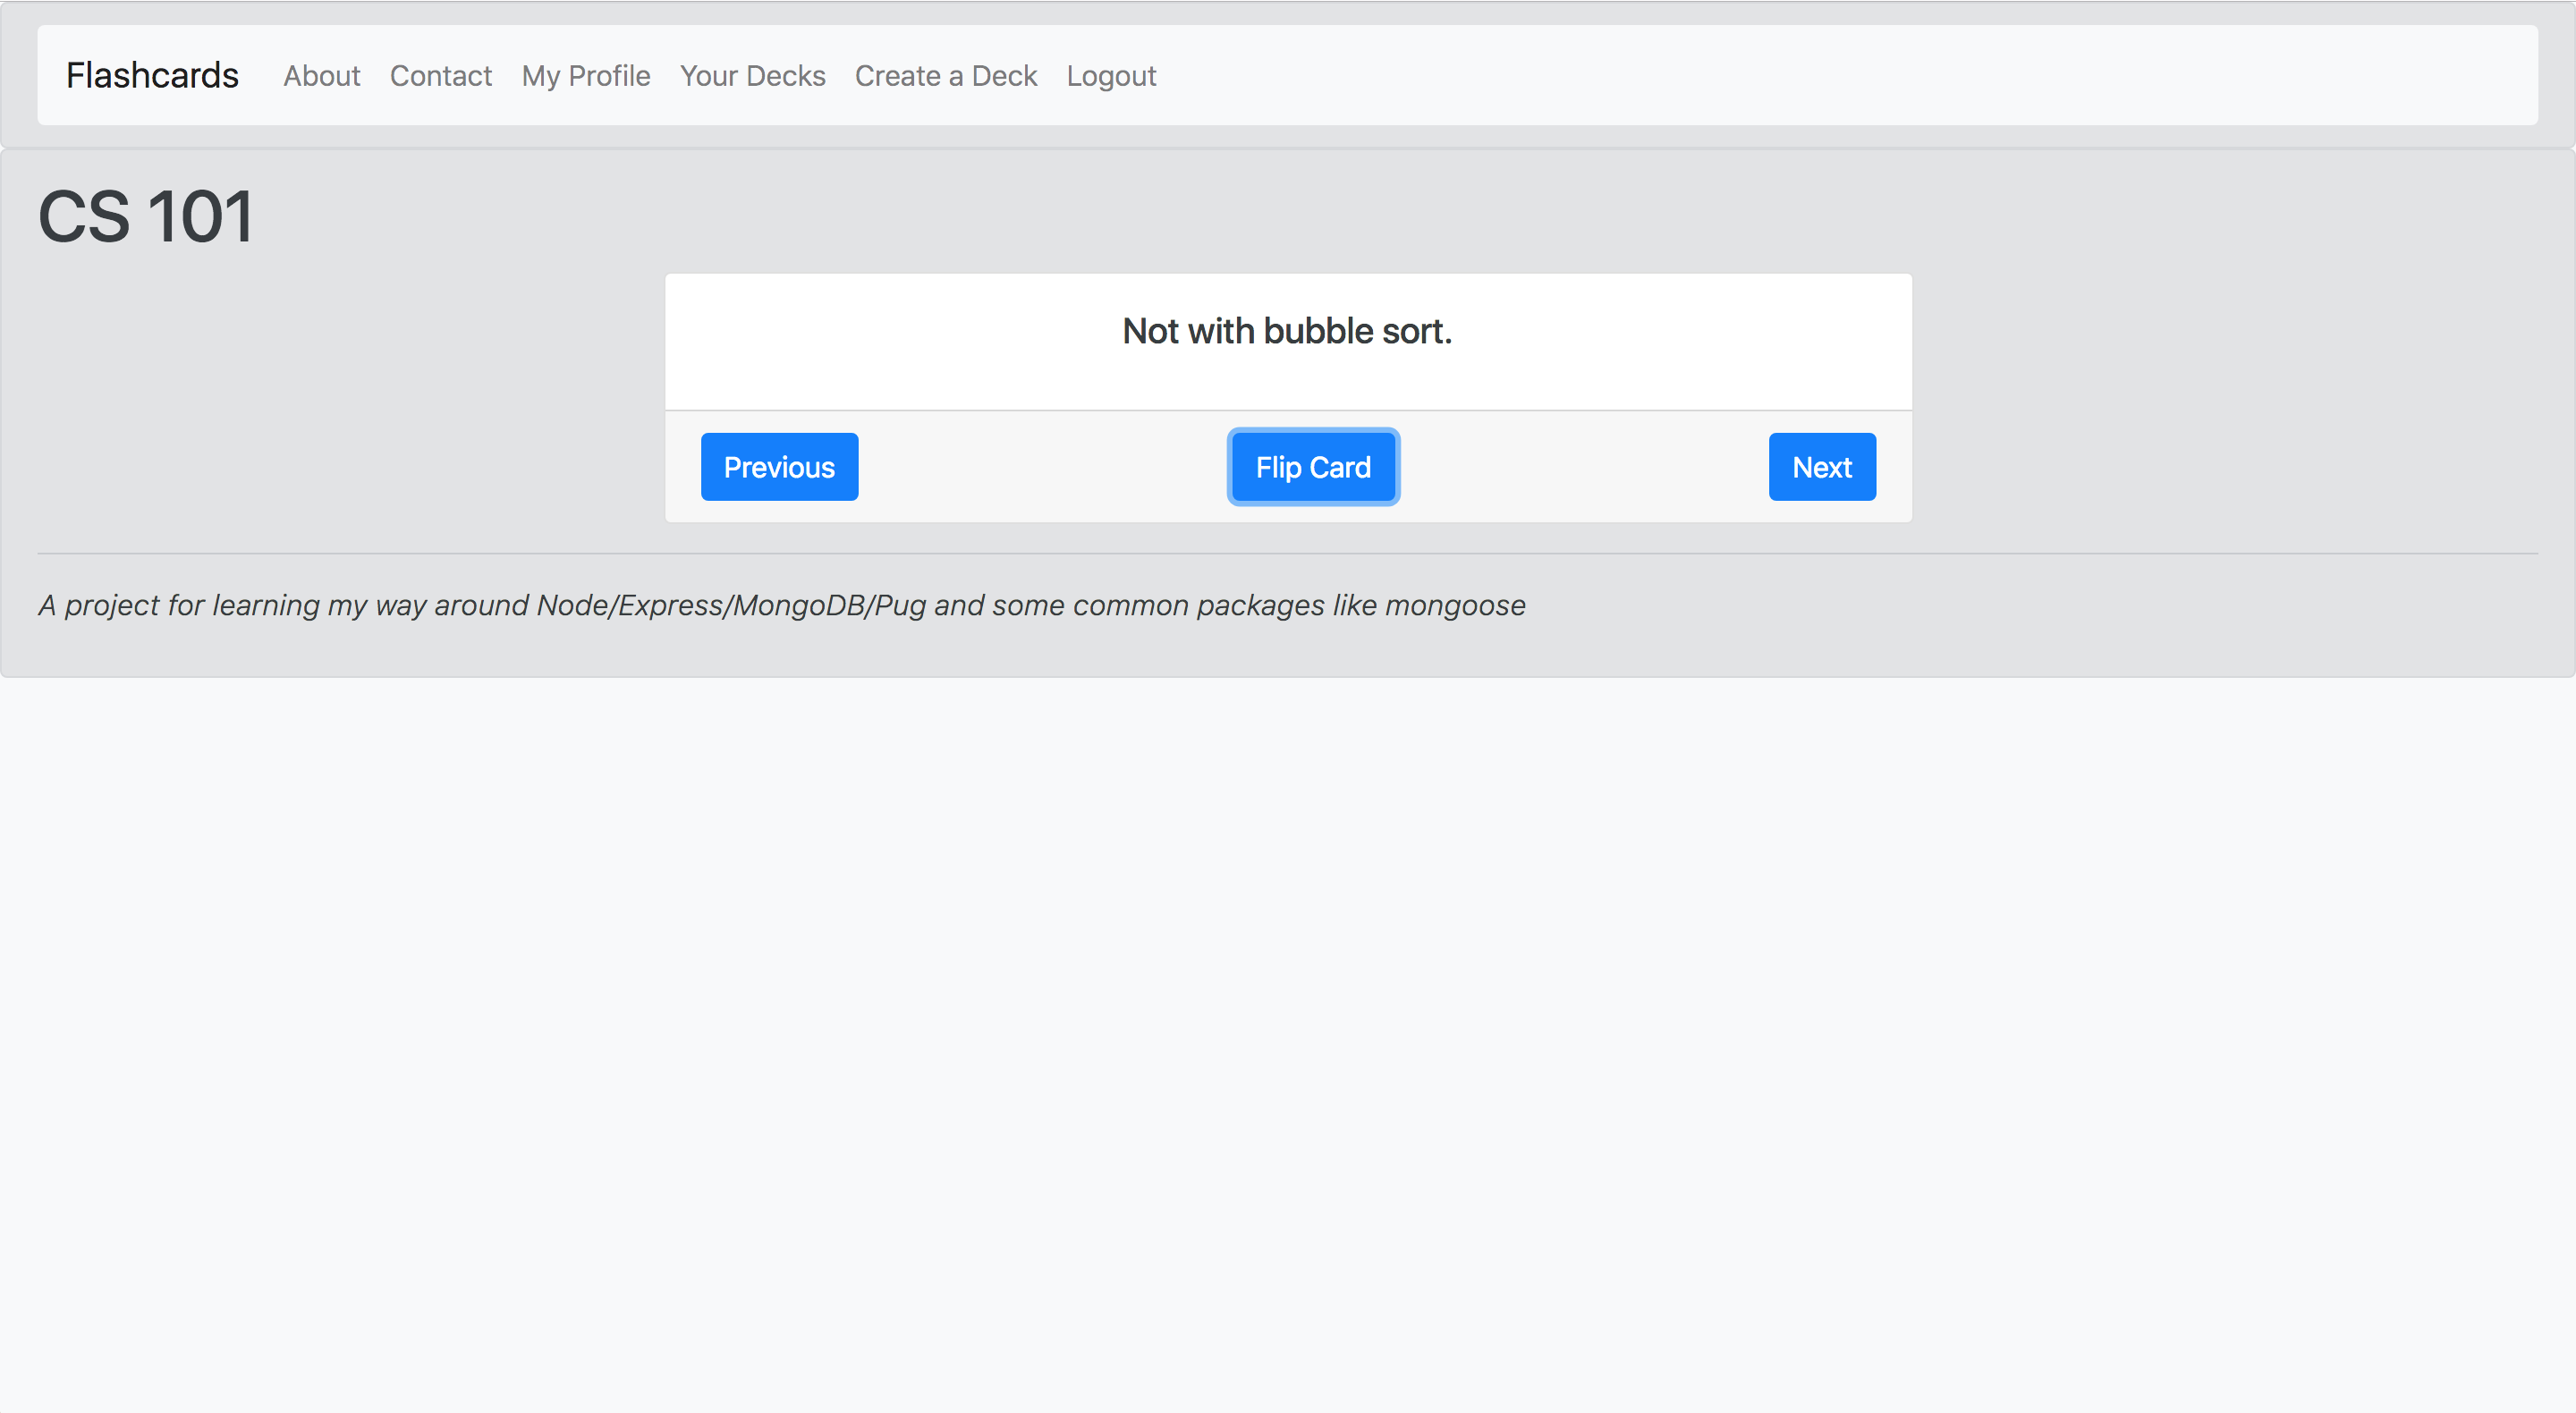 Flashcards About Contact My Profile Your Decks Create a Deck Logout
CS 101
Not with bubble sort.
Previous Flip Card Next
A project for learning my way around Node/Express/MongoDB/Pug and some common packages like mongoose